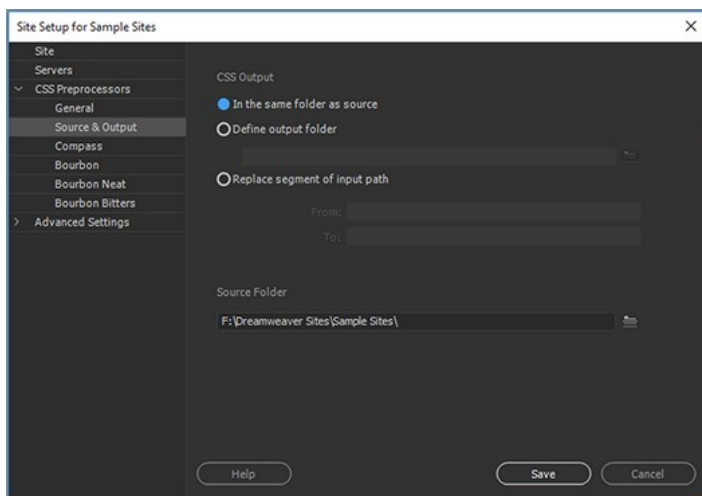 Site Setup for Sample Sites
Site
Servers
CSS Preprocessors
General
Source & Output
Compass
Bourbon
Bourbon Neat
Bourbon Bitters
Advanced Settings
CSS Output
In the same folder as source
Define output folder
Replace segment of input path
From:
To:
Source Folder
F:\Dreamweaver Sites\Sample Sites\
Help
Save
Cancel